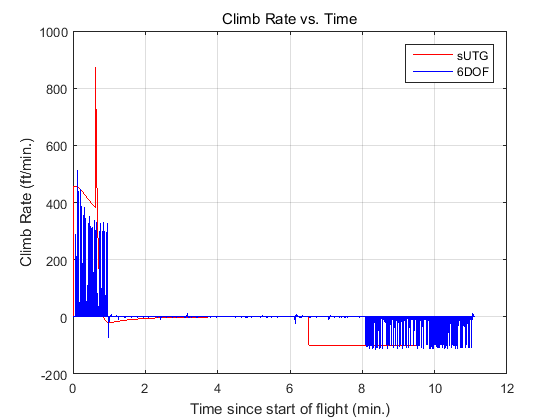 Climb Rate vs. Time
1000
800
600
400
200
0
-200
Climb Rate (ft/min.)
sUTG
6DOF
0 2 4 6 8 10 12
Time since start of flight (min.)